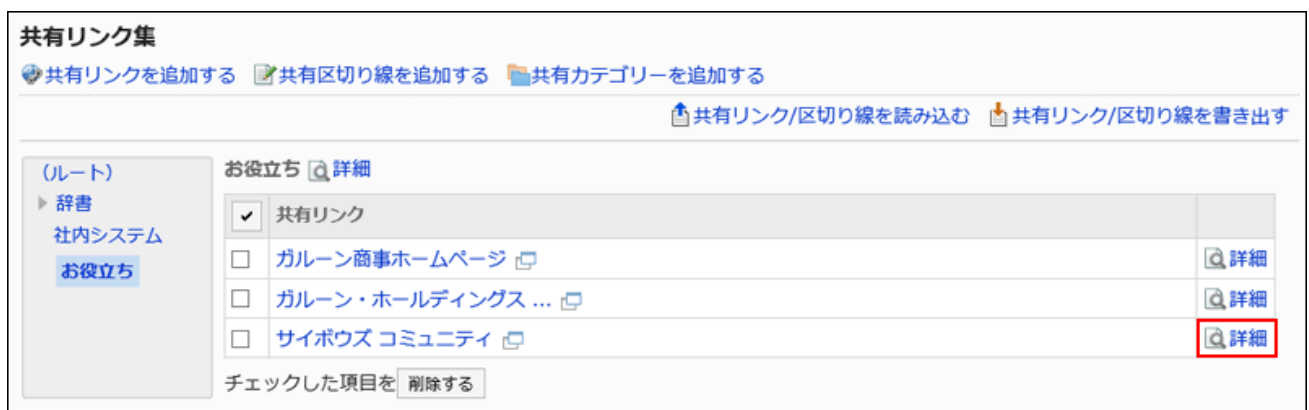 共有リンク集
共有リンクを追加する 共有区切り線を追加する 共有カテゴリーを追加する
共有リンク/区切り線を読み込む 共有リンク/区切り線を書き出す
(ルート)
辞書
社内システム
お役立ち
お役立ち 詳細
共有リンク
ガルーン商事ホームページ 詳細
ガルーン・ホールディングス ... 詳細
サイボウズ コミュニティ 詳細
チェックした項目を 削除する